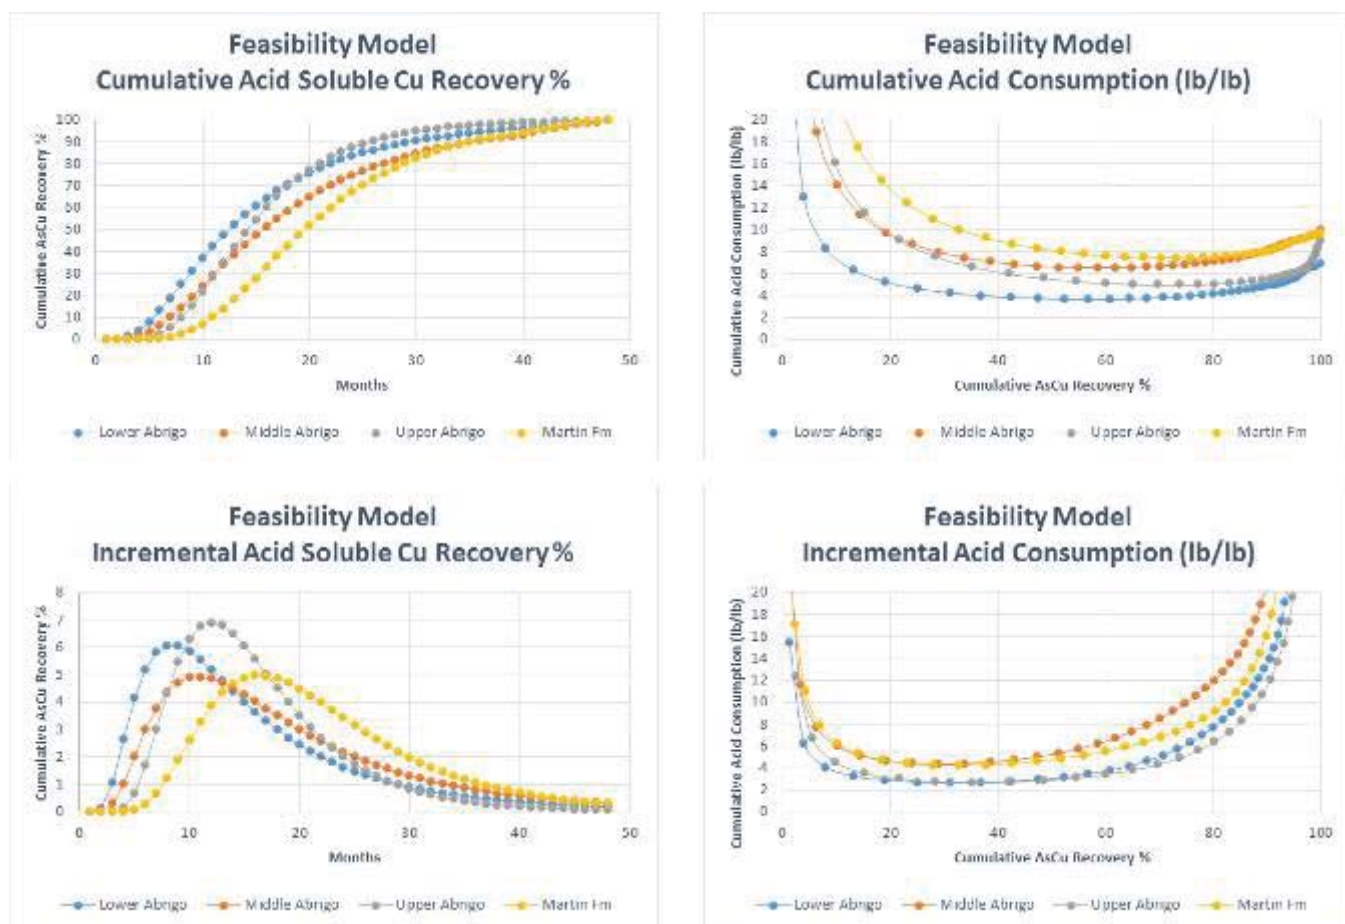 Feasibility Model
Cumulative Acid Soluble Cu Recovery %
Cumulative AsCu Recovery %
100
90
80
70
60
50
40
30
20
10
0
0 10 20 30 40 50
Months
Lower Abrigo Middle Abrigo Upper Abrigo Martin Fm
Feasibility Model
Cumulative Acid Consumption (lb/lb)
Cumulative Acid Consumption (lb/lb)
20
18
16
14
12
10
8
6
4
2
0
0 20 40 60 80 100
Cumulative AsCu Recovery %
Lower Abrigo Middle Abrigo Upper Abrigo Martin Fm
Feasibility Model
Incremental Acid Soluble Cu Recovery %
Cumulative AsCu Recovery %
8
7
6
5
4
3
2
1
0
0 10 20 30 40 50
Months
Lower Abrigo Middle Abrigo Upper Abrigo Martin Fm
Feasibility Model
Incremental Acid Consumption (lb/lb)
Cumulative Acid Consumption (lb/lb)
20
18
16
14
12
10
8
6
4
2
0
0 20 40 60 80 100
Cumulative AsCu Recovery %
Lower Abrigo Middle Abrigo Upper Abrigo Martin Fm